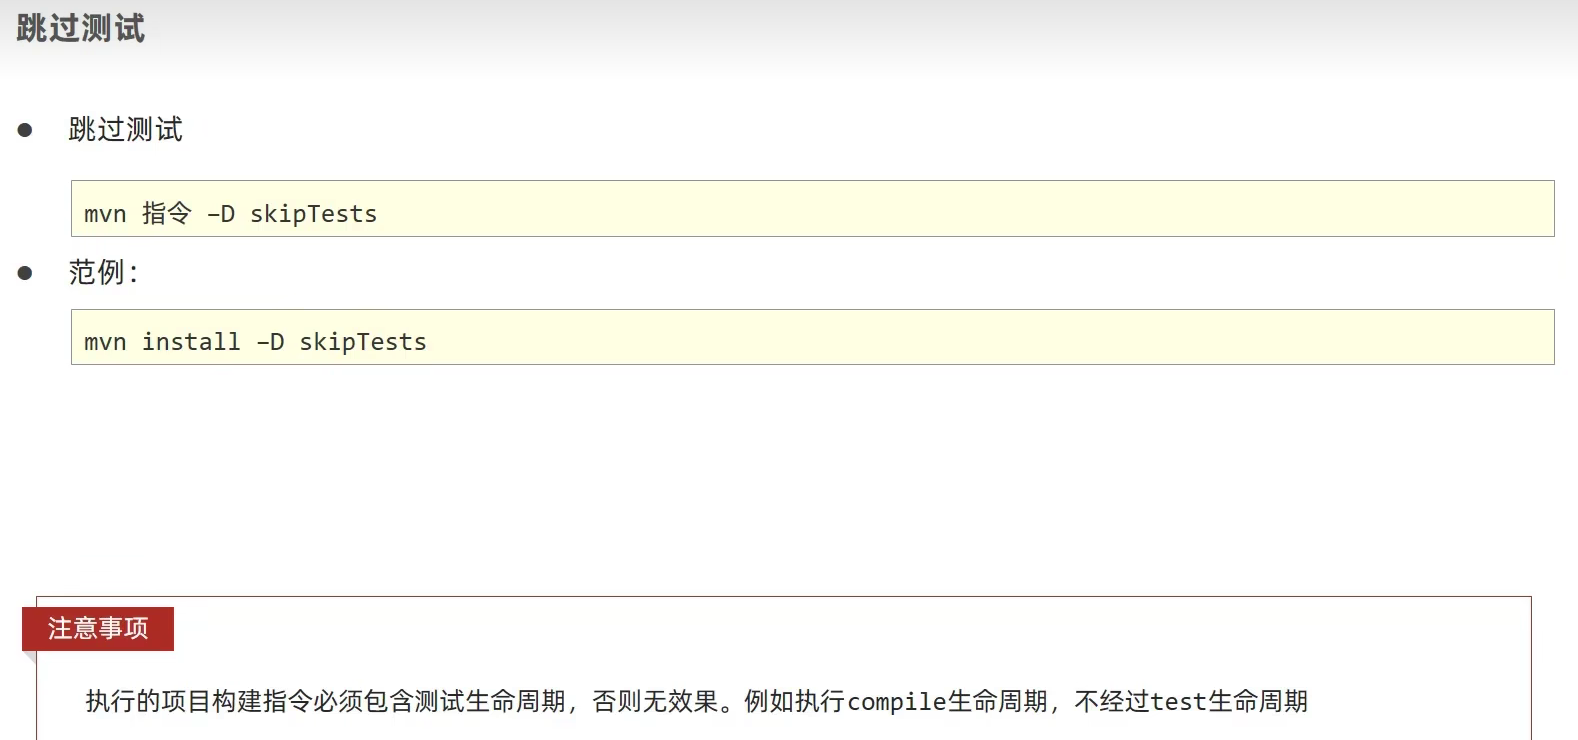 跳过测试
跳过测试
mvn 指令 –D skipTests
范例：
mvn install –D skipTests
注意事项
执行的项目构建指令必须包含测试生命周期，否则无效果。例如执行compile生命周期，不经过test生命周期